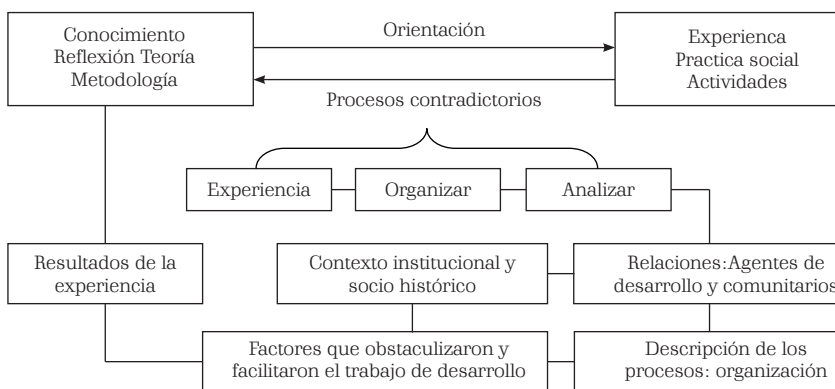 Conocimiento
Reflexión Teoría
Metodología
Orientación
Experienca
Practica social
Actividades
Procesos contradictorios
Experiencia
Organizar
Analizar
Resultados de la
experiencia
Contexto institucional y
socio histórico
Relaciones:Agentes de
desarrollo y comunitarios
Factores que obstaculizaron y
facilitaron el trabajo de desarrollo
Descripción de los
procesos: organización